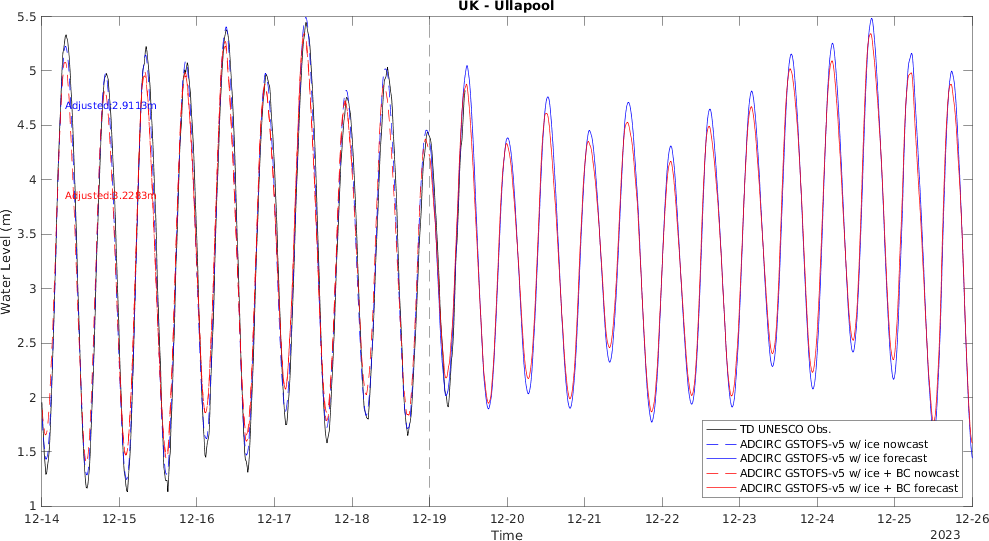 UK - Ullapool
5.5
5
4.5
4
3.5
3
2.5
2
1.5
1
Water Level (m)
Adjusted:2.9113m
Adjusted:3.2283m
TD UNESCO Obs.
ADCIRC GSTOFS-v5 w/ ice nowcast
ADCIRC GSTOFS-v5 w/ ice forecast
ADCIRC GSTOFS-v5 w/ ice + BC nowcast
ADCIRC GSTOFS-v5 w/ ice + BC forecast
12-14 12-15 12-16 12-17 12-18 12-19 12-20 12-21 12-22 12-23 12-24 12-25 12-26
Time
2023